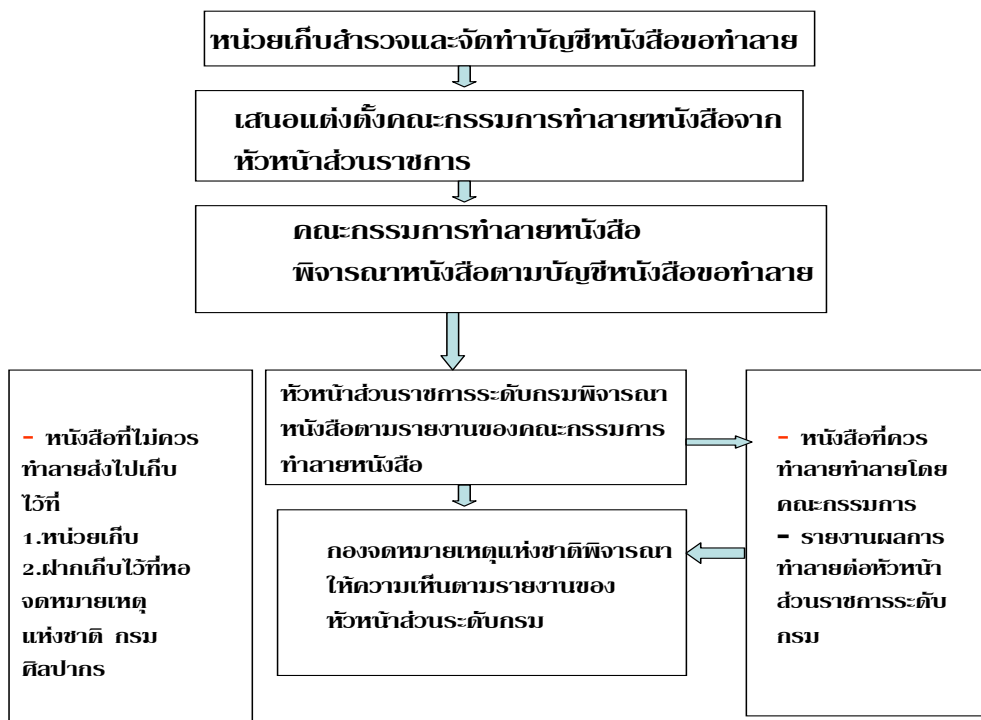 หน่วยเก็บสำรวจและจัดทำบัญชีหนังสือขอทำลาย
เสนอแต่งตั้งคณะกรรมการทำลายหนังสือจาก
หัวหน้าส่วนราชการ
คณะกรรมการทำลายหนังสือ
พิจารณาหนังสือตามบัญชีหนังสือขอทำลาย
หัวหน้าส่วนราชการระดับกรมพิจารณา
หนังสือตามรายงานของคณะกรรมการ
ทำลายหนังสือ
- หนังสือที่ไม่ควร
ทำลายส่งไปเก็บ
ไว้ที่
1.หน่วยเก็บ
2.ฝากเก็บไว้ที่หอ
จดหมายเหตุ
แห่งชาติ กรม
ศิลปากร
กองจดหมายเหตุแห่งชาติพิจารณา
ให้ความเห็นตามรายงานของ
หัวหน้าส่วนระดับกรม
- หนังสือที่ควร
ทำลายทำลายโดย
คณะกรรมการ
- รายงานผลการ
ทำลายต่อหัวหน้า
ส่วนราชการระดับ
กรม